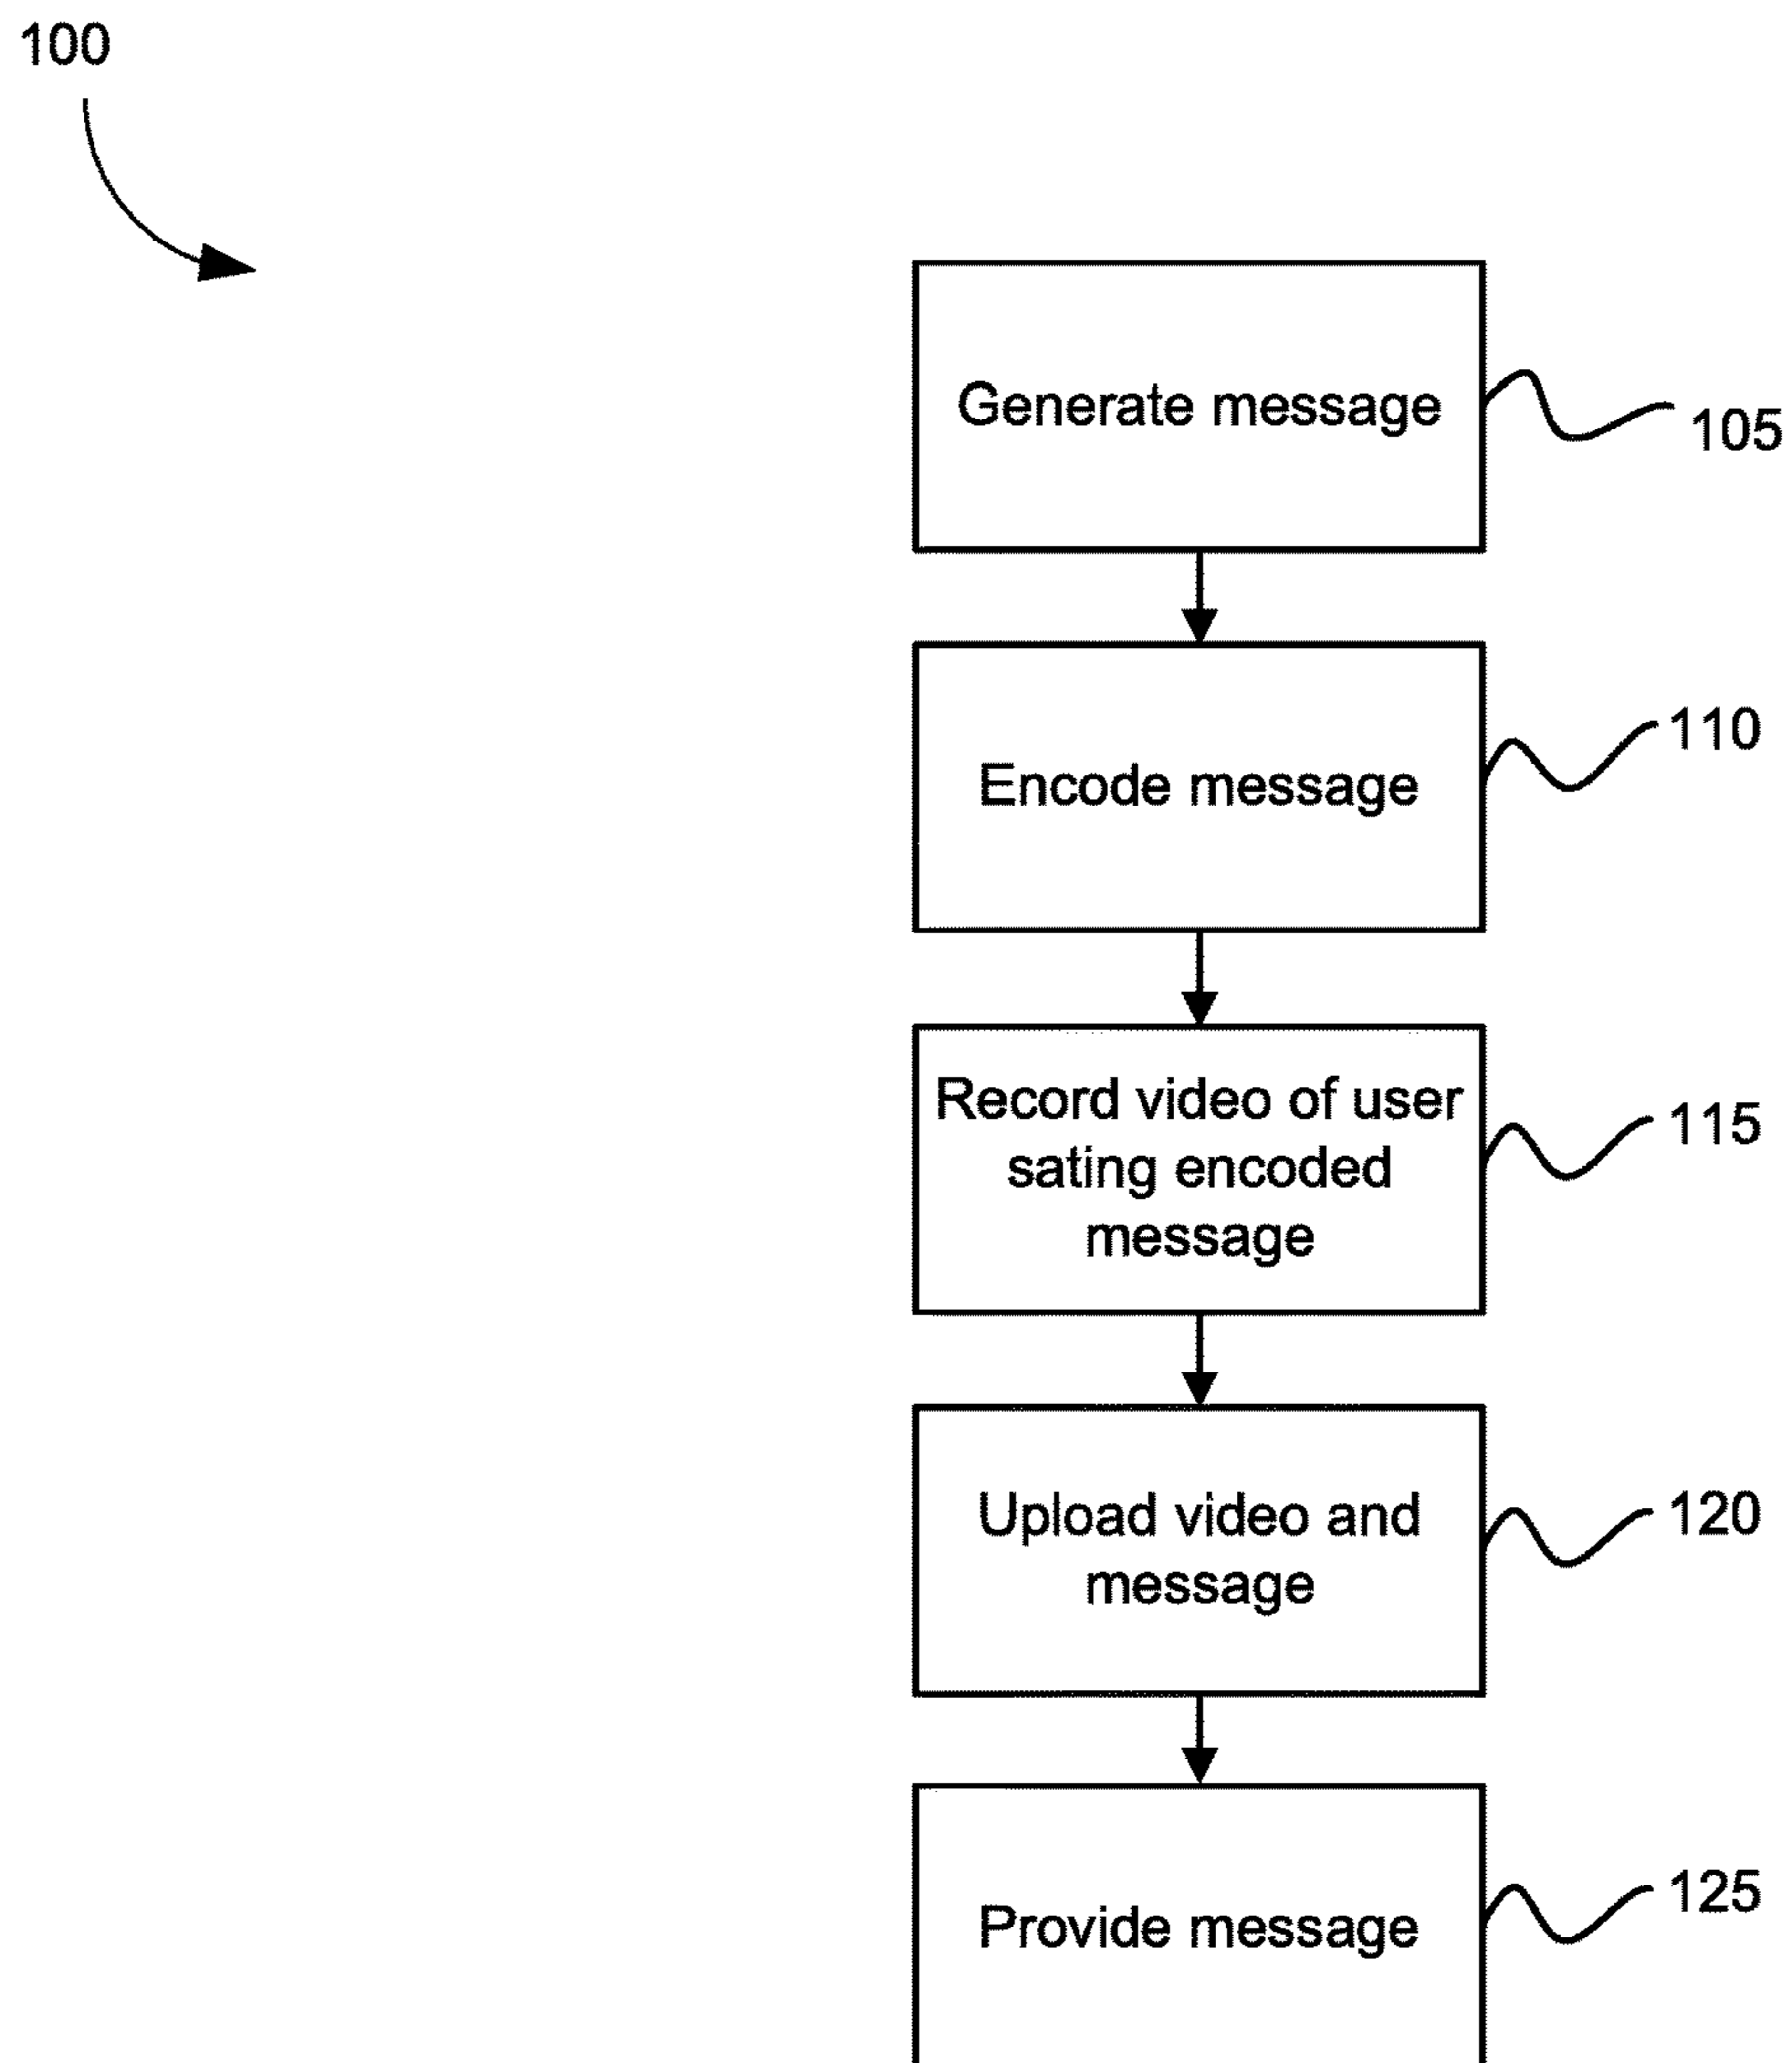 100
Generate message
105
Encode message
110
Record video of user
sating encoded
message
115
Upload video and
message
120
Provide message
125